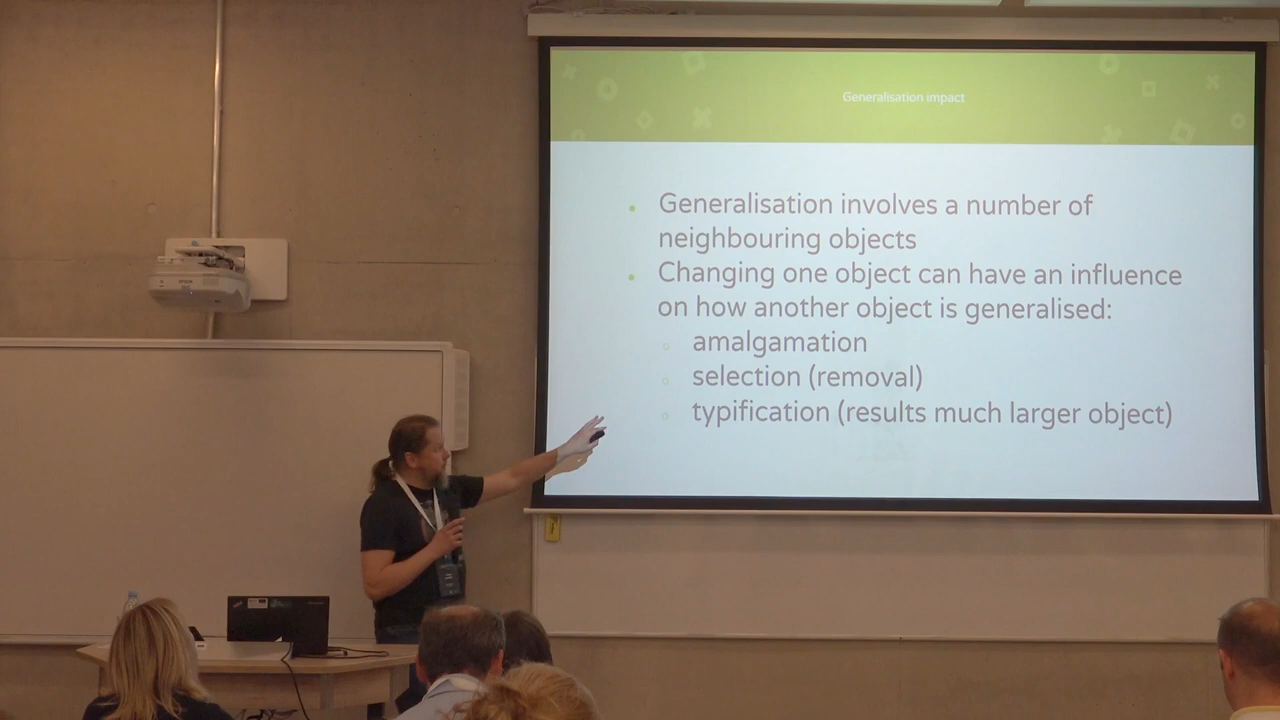 Generalisation impact
Generalisation involves a number of
neighbouring objects
Changing one object can have an influence
on how another object is generalised:
amalgamation
selection (removal)
typification (results much larger object)
EPSON